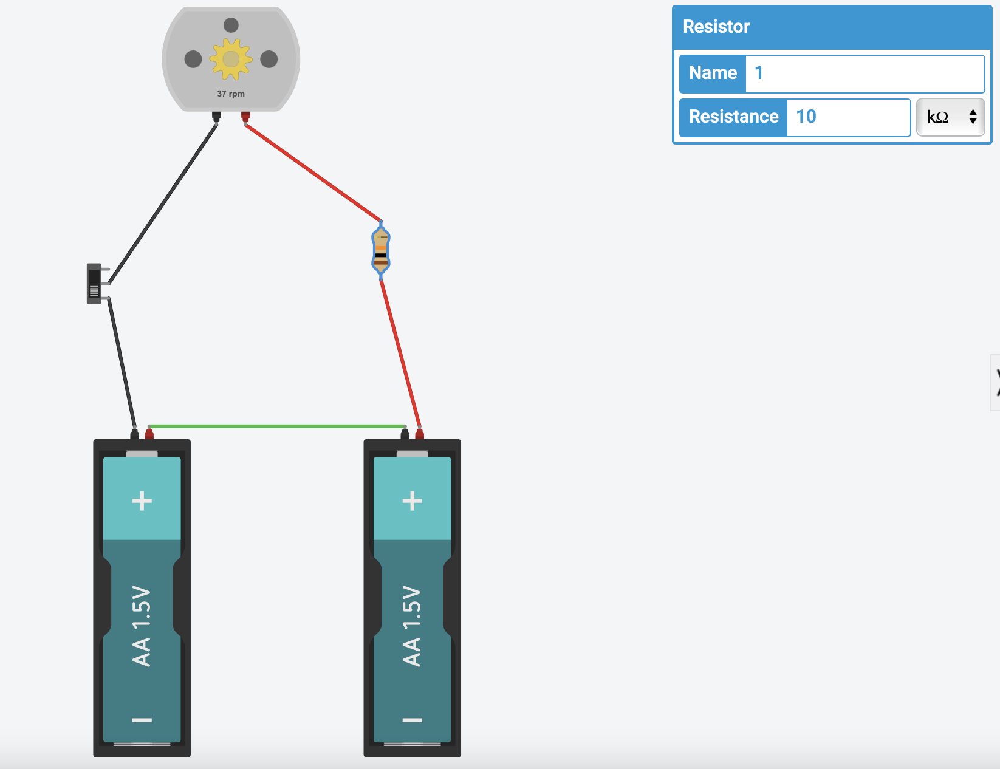 37 rpm
Resistor
Name 1
Resistance 10 kΩ
+
+
AA 1.5V
AA 1.5V
–
–